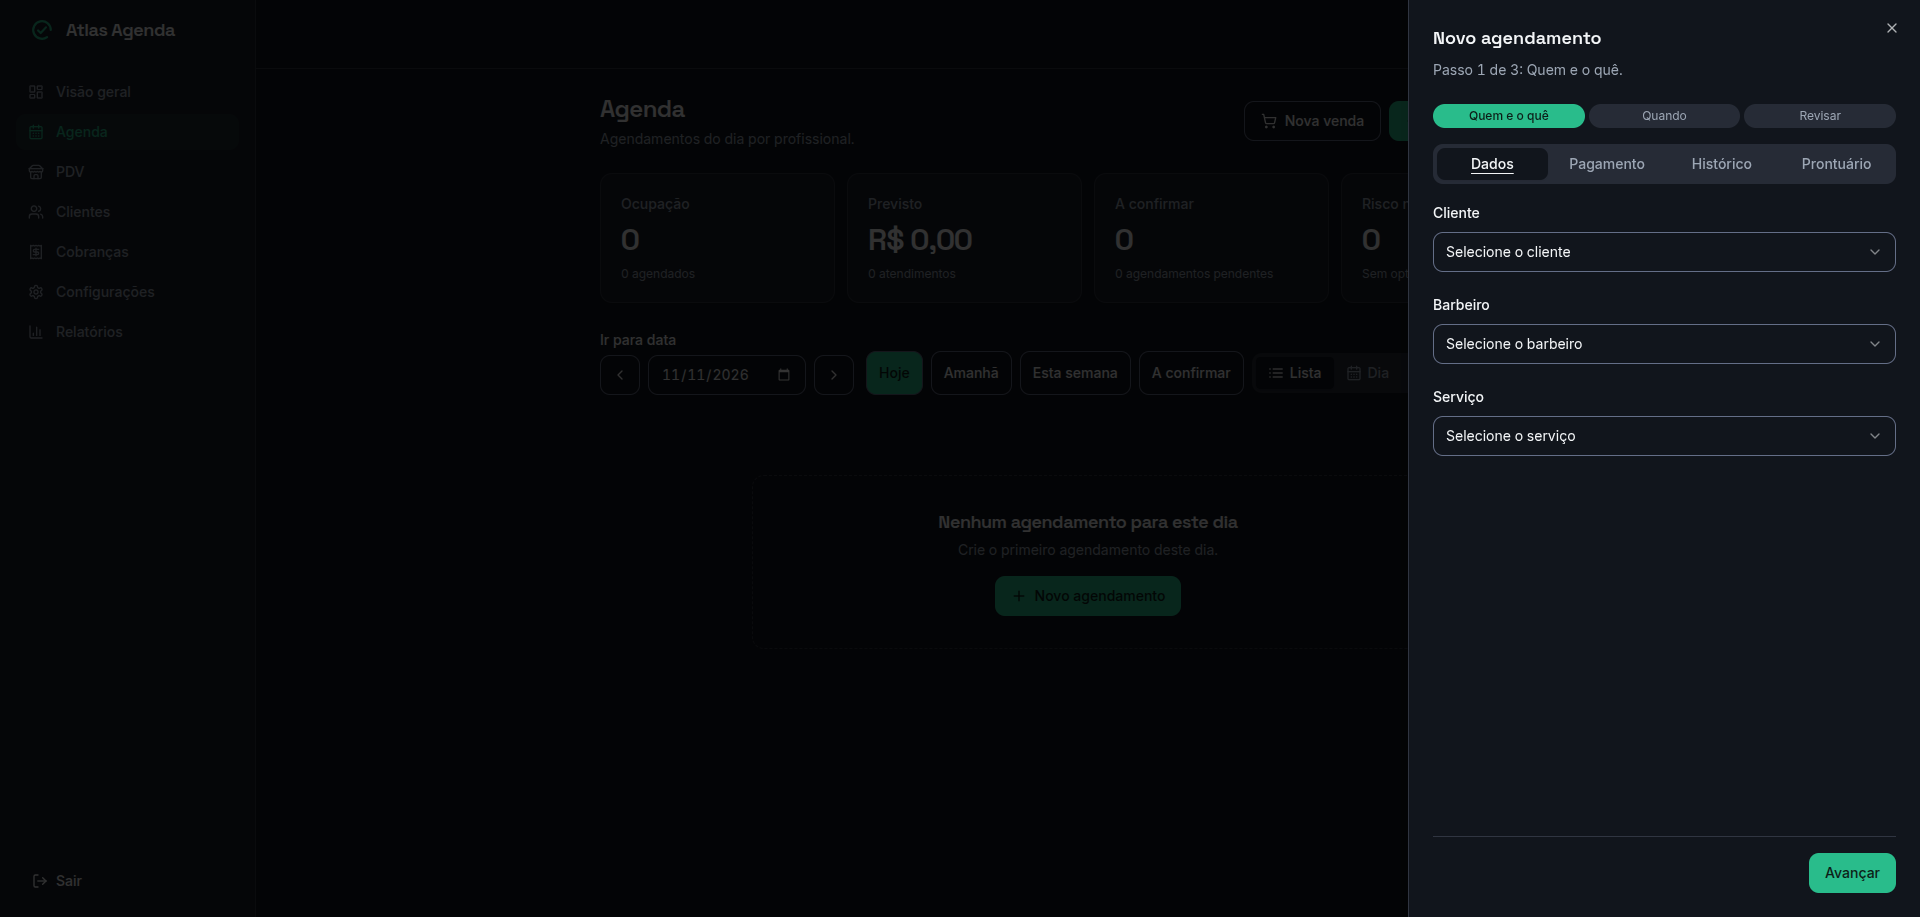 Atlas Agenda
Visão geral
Agenda
PDV
Clientes
Cobranças
Configurações
Relatórios
Sair
Agenda
Agendamentos do dia por profissional.
Nova venda
Ocupação
0
0 agendados
Previsto
R$ 0,00
0 atendimentos
A confirmar
0
0 agendamentos pendentes
Risco
0
Sem
Ir para data
11/11/2026
Hoje
Amanhã
Esta semana
A confirmar
Lista
Dia
Nenhum agendamento para este dia
Crie o primeiro agendamento deste dia.
Novo agendamento
Novo agendamento
Passo 1 de 3: Quem e o quê.
Quem e o quê
Quando
Revisar
Dados
Pagamento
Histórico
Prontuário
Cliente
Selecione o cliente
Barbeiro
Selecione o barbeiro
Serviço
Selecione o serviço
Avançar